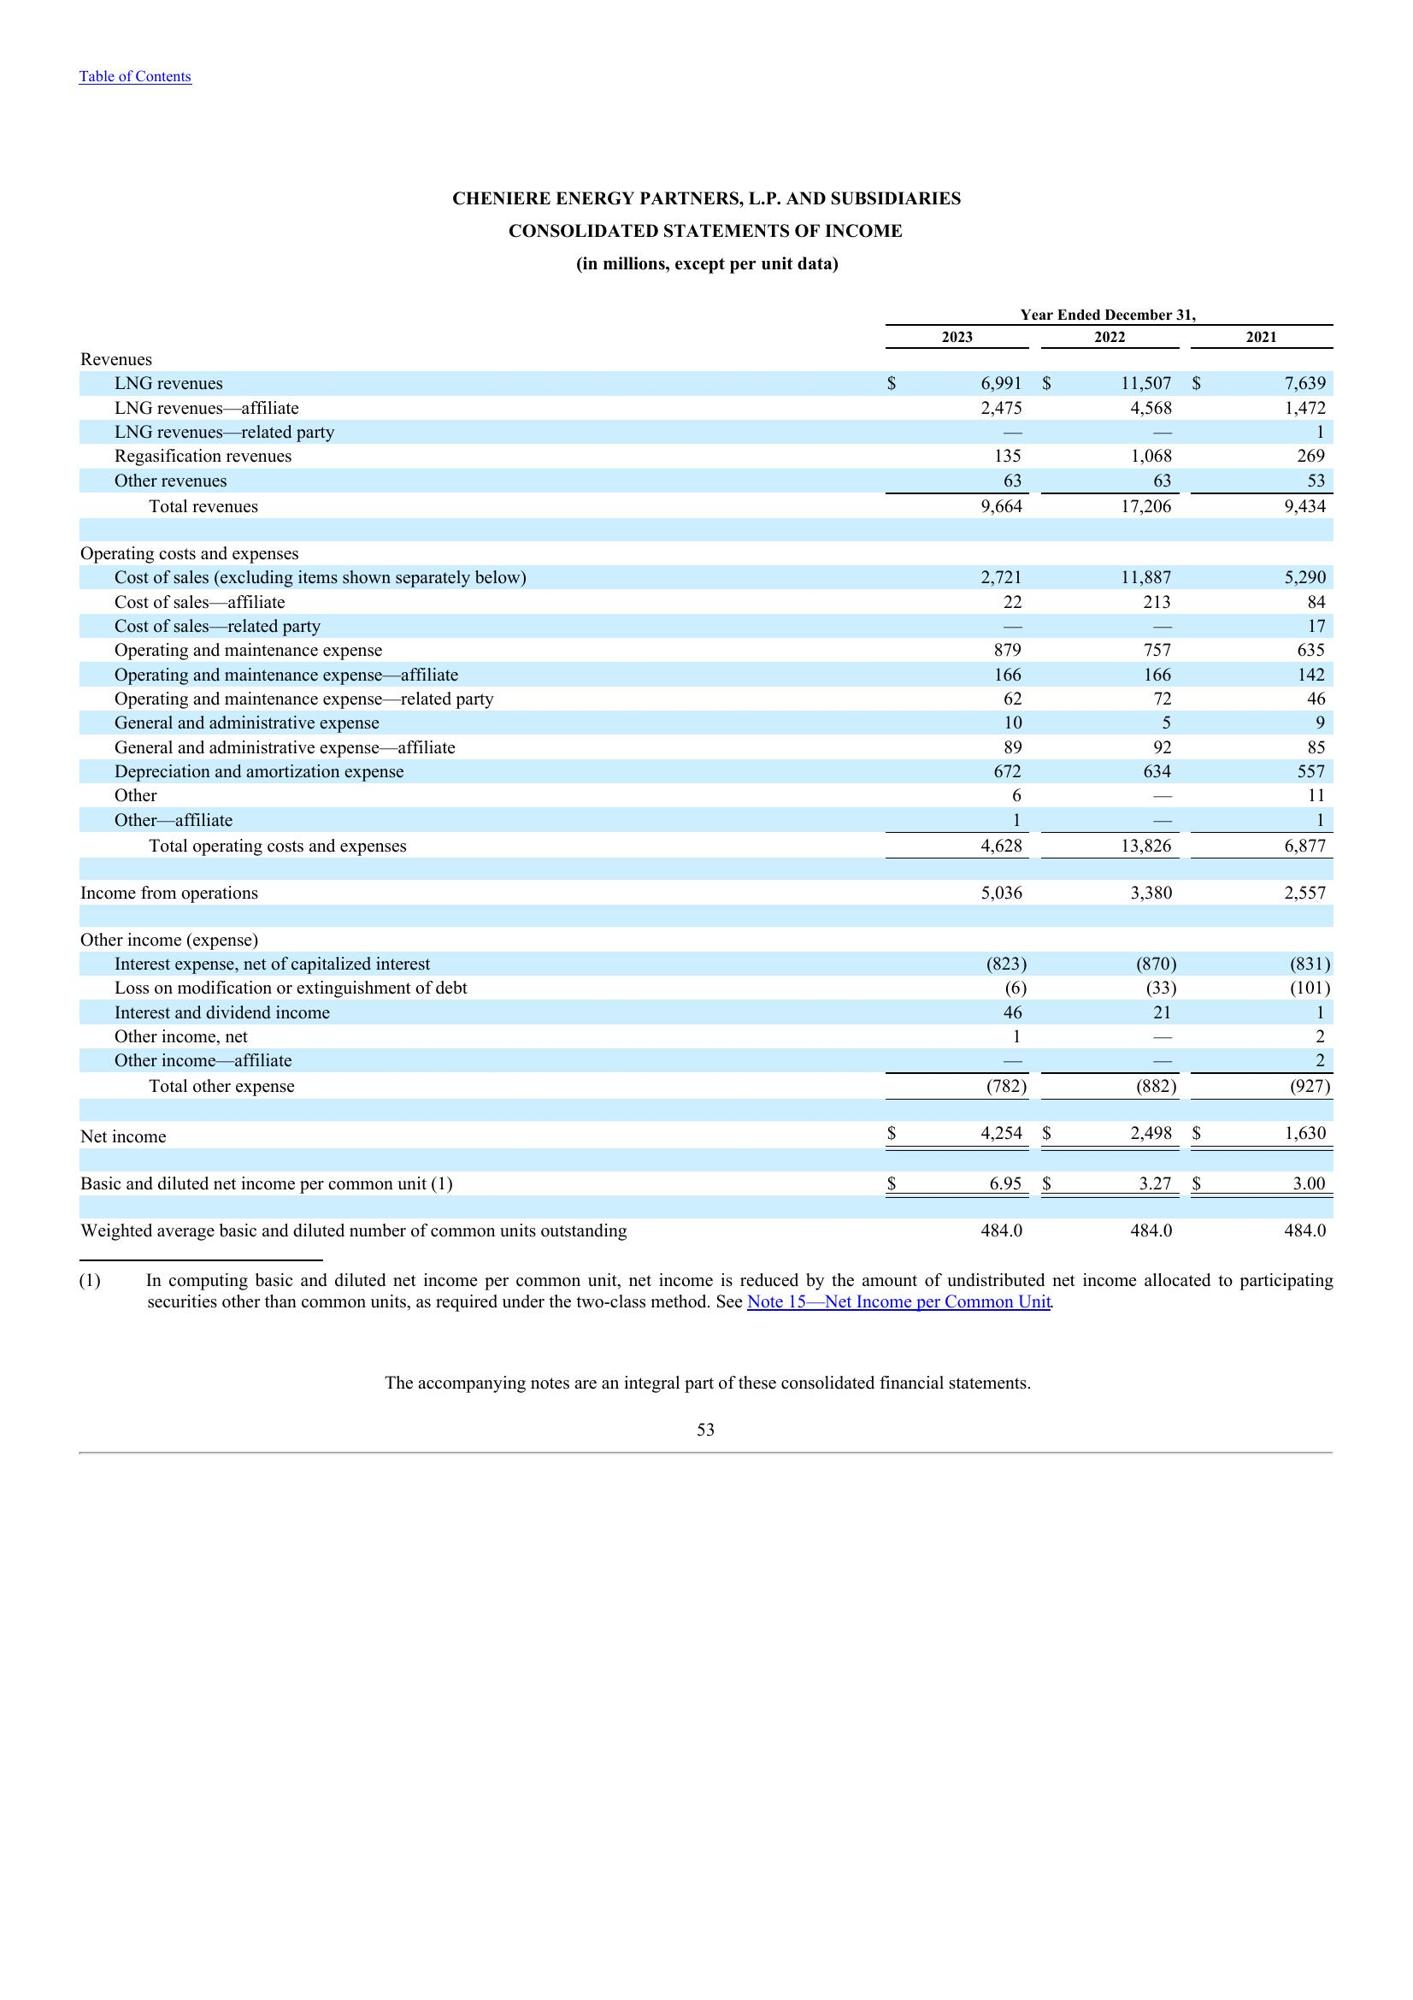 Table of Contents
CHENIERE ENERGY PARTNERS, L.P. AND SUBSIDIARIES
CONSOLIDATED STATEMENTS OF INCOME
(in millions, except per unit data)
Year Ended December 31,
2023 2022 2021
Revenues
LNG revenues $ 6,991 $ 11,507 $ 7,639
LNG revenues—affiliate 2,475 4,568 1,472
LNG revenues—related party — — 1
Regasification revenues 135 1,068 269
Other revenues 63 63 53
Total revenues 9,664 17,206 9,434
Operating costs and expenses
Cost of sales (excluding items shown separately below) 2,721 11,887 5,290
Cost of sales—affiliate 22 213 84
Cost of sales—related party — — 17
Operating and maintenance expense 879 757 635
Operating and maintenance expense—affiliate 166 166 142
Operating and maintenance expense—related party 62 72 46
General and administrative expense 10 5 9
General and administrative expense—affiliate 89 92 85
Depreciation and amortization expense 672 634 557
Other 6 — 11
Other—affiliate 1 — 1
Total operating costs and expenses 4,628 13,826 6,877
Income from operations 5,036 3,380 2,557
Other income (expense)
Interest expense, net of capitalized interest (823) (870) (831)
Loss on modification or extinguishment of debt (6) (33) (101)
Interest and dividend income 46 21 1
Other income, net 1 — 2
Other income—affiliate — — 2
Total other expense (782) (882) (927)
Net income $ 4,254 $ 2,498 $ 1,630
Basic and diluted net income per common unit (1) $ 6.95 $ 3.27 $ 3.00
Weighted average basic and diluted number of common units outstanding 484.0 484.0 484.0
(1) In computing basic and diluted net income per common unit, net income is reduced by the amount of undistributed net income allocated to participating
securities other than common units, as required under the two-class method. See Note 15—Net Income per Common Unit.
The accompanying notes are an integral part of these consolidated financial statements.
53